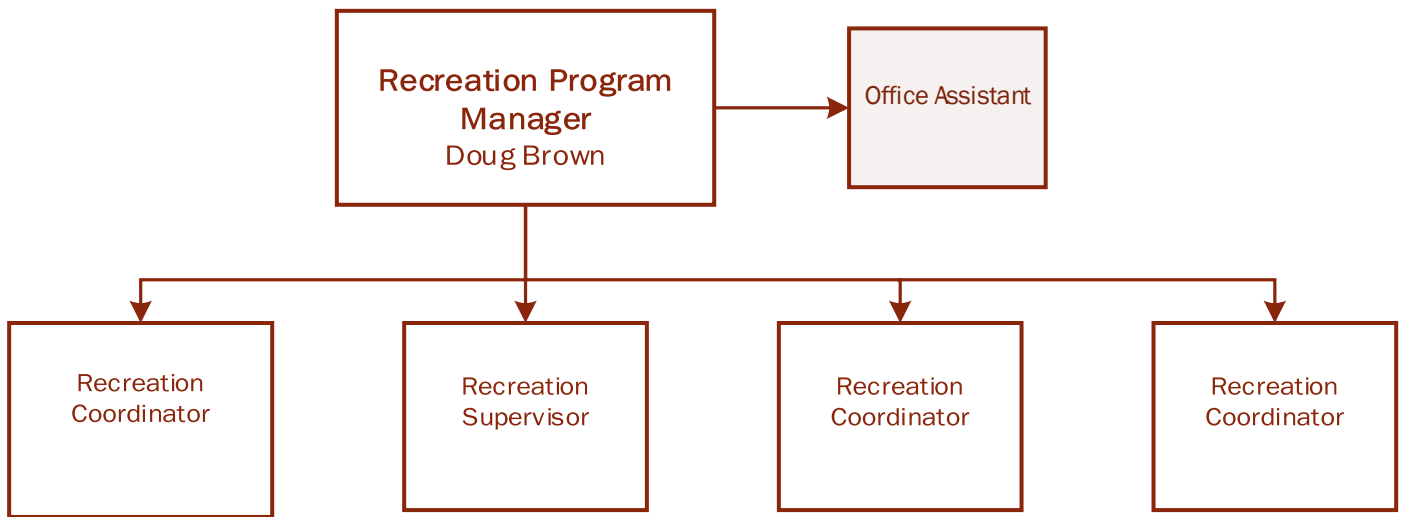 Recreation Program
Manager
Doug Brown
Office Assistant
Recreation
Coordinator
Recreation
Supervisor
Recreation
Coordinator
Recreation
Coordinator